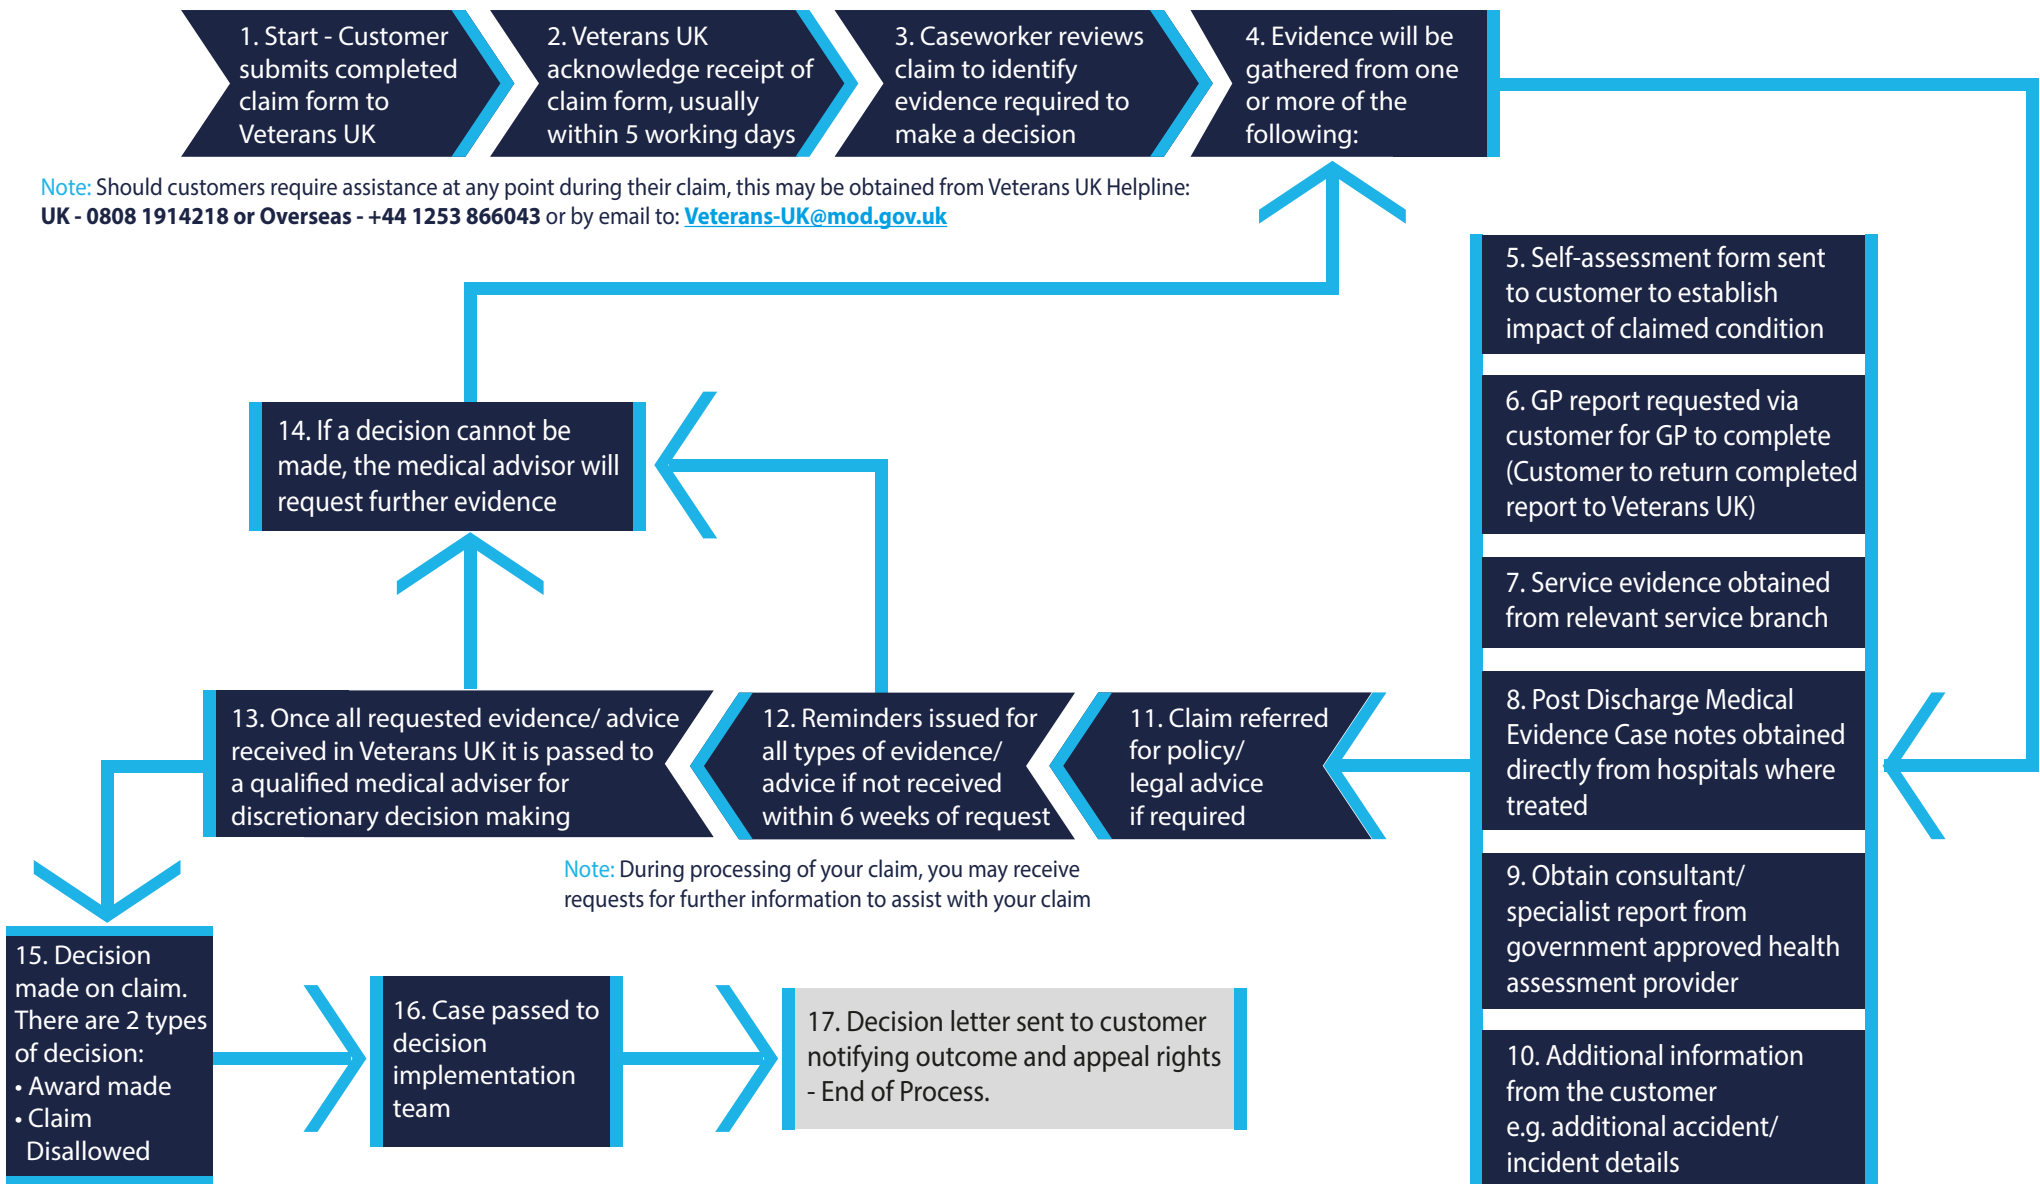 1. Start - Customer
submits completed
claim form to
Veterans UK
2. Veterans UK
acknowledge receipt of
claim form, usually
within 5 working days
3. Caseworker reviews
claim to identify
evidence required to
make a decision
4. Evidence will be
gathered from one
or more of the
following:
Note: Should customers require assistance at any point during their claim, this may be obtained from Veterans UK Helpline:
UK - 0808 1914218 or Overseas - +44 1253 866043 or by email to: Veterans-UK@mod.gov.uk
5. Self-assessment form sent
to customer to establish
impact of claimed condition
6. GP report requested via
customer for GP to complete
(Customer to return completed
report to Veterans UK)
7. Service evidence obtained
from relevant service branch
8. Post Discharge Medical
Evidence Case notes obtained
directly from hospitals where
treated
9. Obtain consultant/
specialist report from
government approved health
assessment provider
10. Additional information
from the customer
e.g. additional accident/
incident details
11. Claim referred
for policy/
legal advice
if required
12. Reminders issued for
all types of evidence/
advice if not received
within 6 weeks of request
13. Once all requested evidence/ advice
received in Veterans UK it is passed to
a qualified medical adviser for
discretionary decision making
Note: During processing of your claim, you may receive
requests for further information to assist with your claim
14. If a decision cannot be
made, the medical advisor will
request further evidence
15. Decision
made on claim.
There are 2 types
of decision:
• Award made
• Claim
Disallowed
16. Case passed to
decision
implementation
team
17. Decision letter sent to customer
notifying outcome and appeal rights
- End of Process.